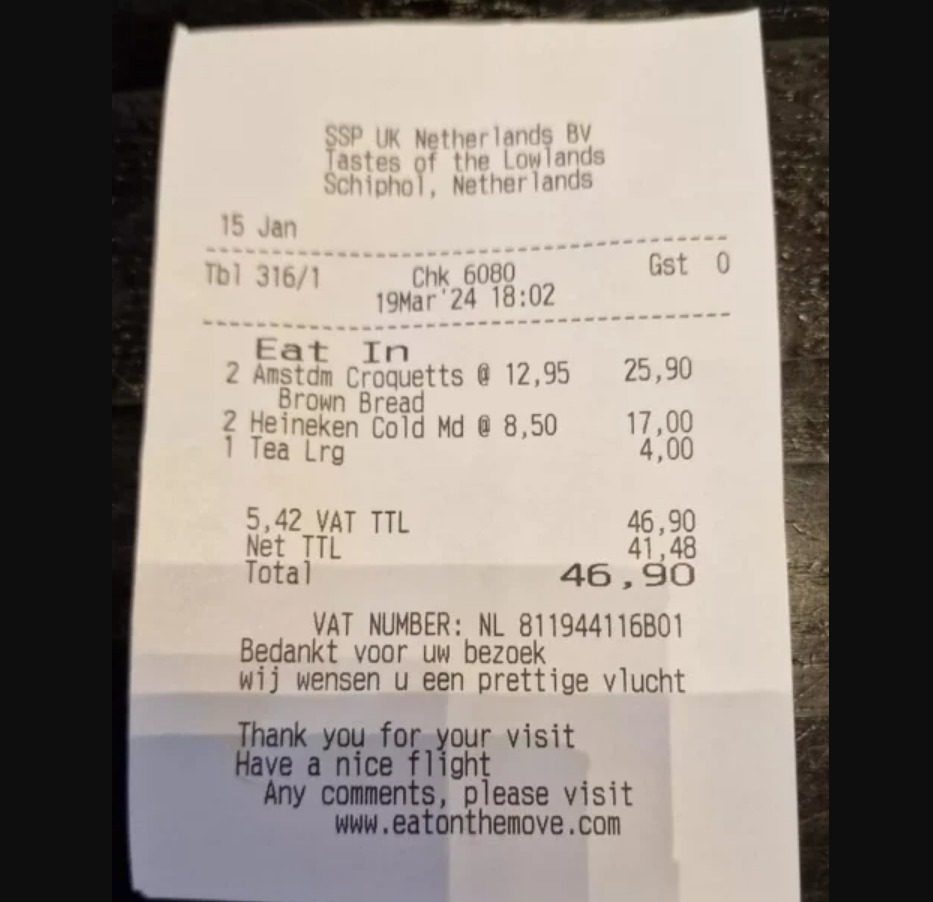 SSP UK Netherlands BV
Tastes of the Lowlands
Schiphol, Netherlands
15 Jan
Tbl 316/1 Chk 6080 Gst 0
19Mar'24 18:02
Eat In
2 Amstdm Croquetts @ 12,95 25,90
Brown Bread
2 Heineken Cold Md @ 8,50 17,00
1 Tea Lrg 4,00
5,42 VAT TTL 46,90
Net TTL 41,48
Total 46,90
VAT NUMBER: NL 811944116B01
Bedankt voor uw bezoek
wij wensen u een prettige vlucht
Thank you for your visit
Have a nice flight
Any comments, please visit
www.eatonthemove.com